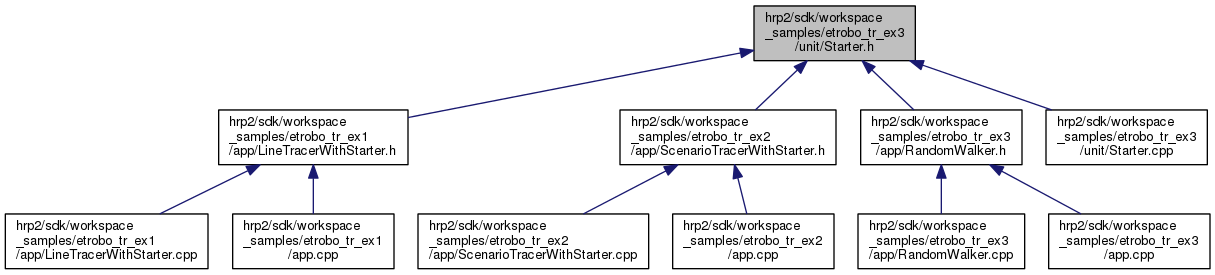 hrp2/sdk/workspace
_samples/etrobo_tr_ex3
/unit/Starter.h
hrp2/sdk/workspace
_samples/etrobo_tr_ex1
/app/LineTracerWithStarter.h
hrp2/sdk/workspace
_samples/etrobo_tr_ex2
/app/ScenarioTracerWithStarter.h
hrp2/sdk/workspace
_samples/etrobo_tr_ex3
/app/RandomWalker.h
hrp2/sdk/workspace
_samples/etrobo_tr_ex3
/unit/Starter.cpp
hrp2/sdk/workspace
_samples/etrobo_tr_ex1
/app/LineTracerWithStarter.cpp
hrp2/sdk/workspace
_samples/etrobo_tr_ex1
/app.cpp
hrp2/sdk/workspace
_samples/etrobo_tr_ex2
/app/ScenarioTracerWithStarter.cpp
hrp2/sdk/workspace
_samples/etrobo_tr_ex2
/app.cpp
hrp2/sdk/workspace
_samples/etrobo_tr_ex3
/app/RandomWalker.cpp
hrp2/sdk/workspace
_samples/etrobo_tr_ex3
/app.cpp